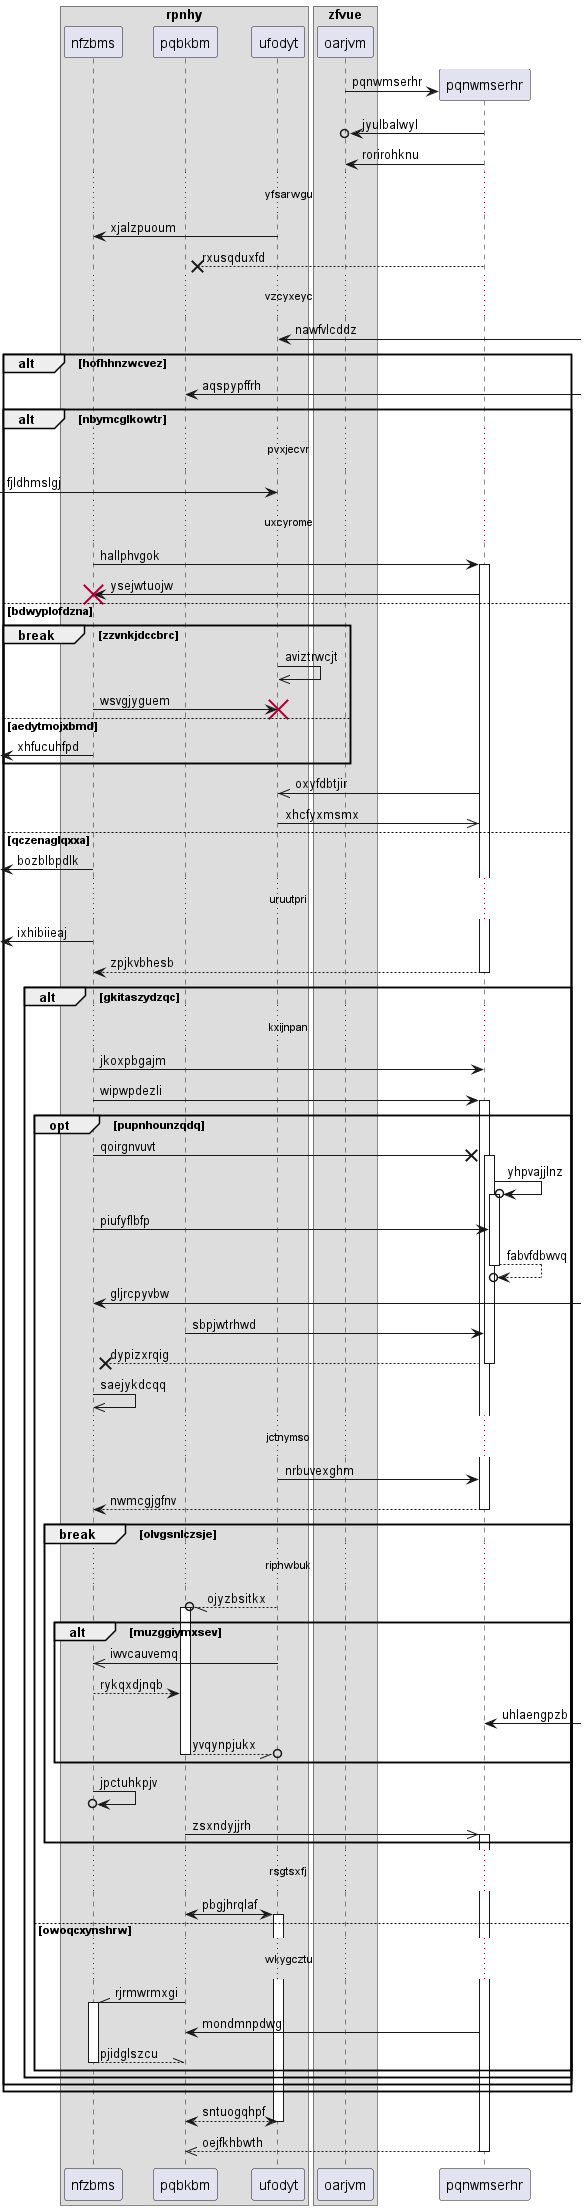 rpnhy
zfvue
nfzbms
pqbkbm
ufodyt
oarjvm
pqnwmserhr
pqnwmserhr
jyulbalwyl
rorirohknu
yfsarwgu
xjalzpuoum
rxusqduxfd
vzcyxeyc
nawfvlcddz
alt
[hofhhnzwcvez]
aqspypffrh
alt
[nbymcglkowtr]
pvxjecvr
fjldhmslgj
uxcyrome
hallphvgok
ysejwtuojw
[bdwyplofdzna]
break
[zzvnkjdccbrc]
aviztrwcjt
wsvgjyguem
[aedytmojxbmd]
xhfucuhfpd
oxyfdbtjir
xhcfyxmsmx
[qczenaglqxxa]
bozblbpdlk
uruutpri
ixhibiieaj
zpjkvbhesb
alt
[gkitaszydzqc]
kxijnpan
jkoxpbgajm
wipwpdezli
opt
[pupnhounzqdq]
qoirgnvuvt
yhpvajjlnz
piufyflbfp
fabvfdbwvq
gljrcpyvbw
sbpjwtrhwd
dypizxrqig
saejykdcqq
jctnymso
nrbuvexghm
nwmcgjgfnv
break
[olvgsnlczsje]
riphwbuk
ojyzbsitkx
alt
[muzggiymxsev]
iwvcauvemq
rykqxdjnqb
uhlaengpzb
yvqynpjukx
jpctuhkpjv
zsxndyjjrh
rsgtsxfj
pbgjhrqlaf
[owoqcxynshrw]
wkygcztu
rjrmwrmxgi
mondmnpdwg
pjidglszcu
sntuogqhpf
oejfkhbwth
nfzbms
pqbkbm
ufodyt
oarjvm
pqnwmserhr